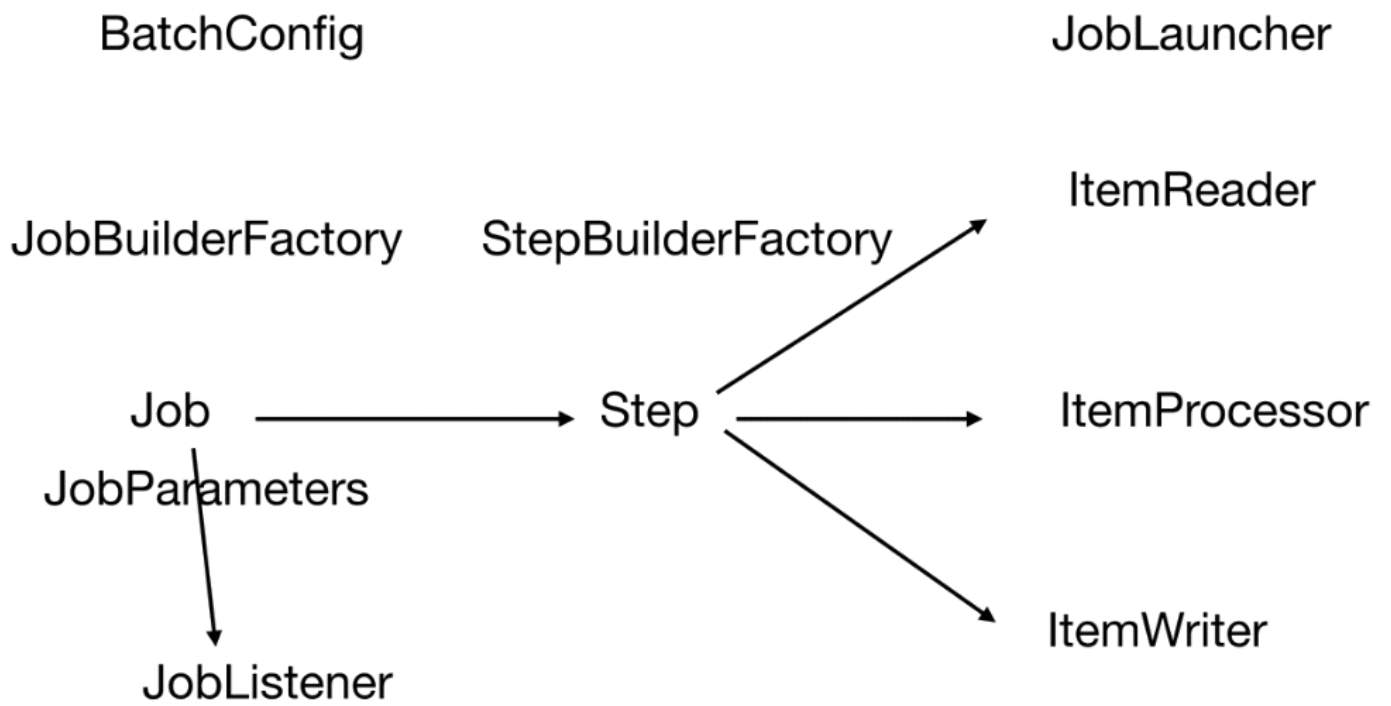 BatchConfig
JobLauncher
ItemReader
JobBuilderFactory
StepBuilderFactory
Job
Step
ItemProcessor
JobParameters
ItemWriter
JobListener